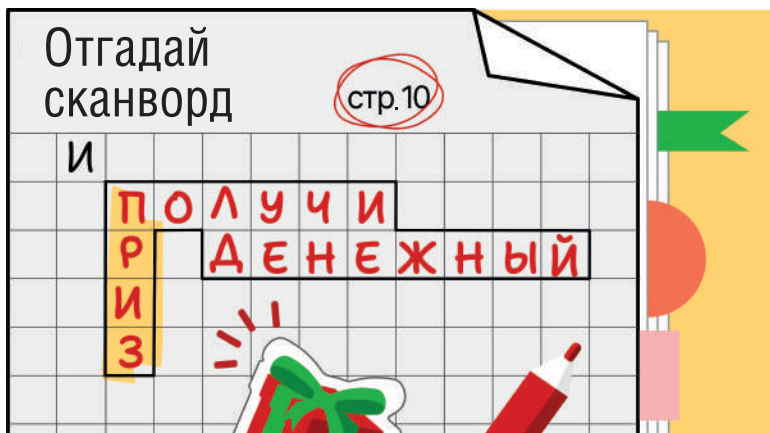 Отгадай
сканворд
стр.10
И
ПОЛУЧИ
ДЕНЕЖНЫЙ
ПРИЗ